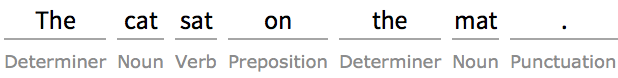 The cat sat on the mat .
Determiner Noun Verb Preposition Determiner Noun Punctuation